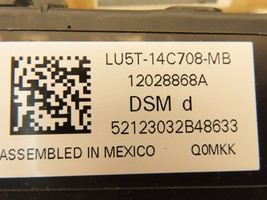 LU5T-14C708-MB
12028868A
DSM d
52123032B48633
ASSEMBLED IN MEXICO Q0MKK